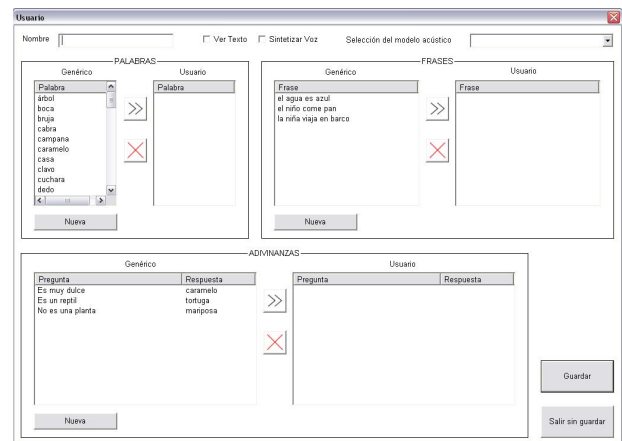 Usuario
Nombre
Ver Texto
Sintetizar Voz
Selección del modelo acústico
PALABRAS
Genérico
Usuario
Palabra
Palabra
árbol
boca
bruja
cabra
campana
caramelo
casa
clavo
cuchara
dedo
Nueva
FRASES
Genérico
Usuario
Frase
Frase
el agua es azul
el niño come pan
la niña viaja en barco
Nueva
ADIVINANZAS
Genérico
Usuario
Pregunta Respuesta
Pregunta Respuesta
Es muy dulce caramelo
Es un reptil tortuga
No es una planta mariposa
Nueva
Guardar
Salir sin guardar